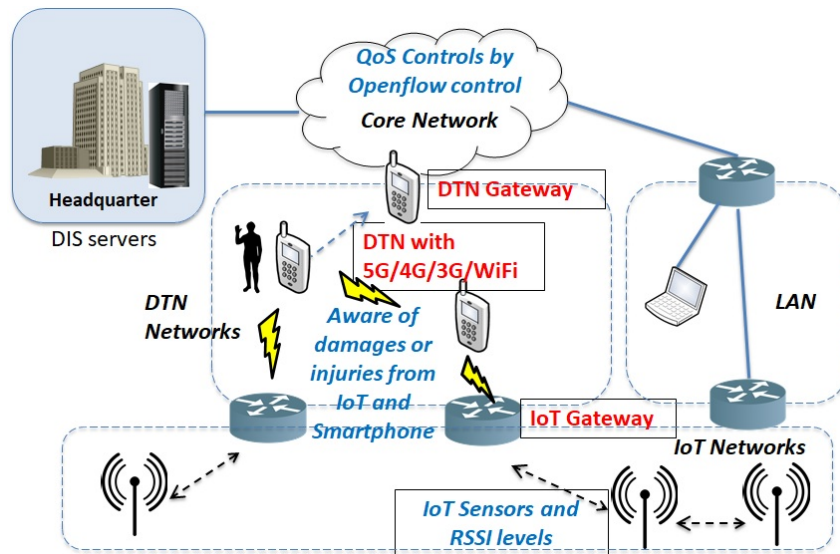 QoS Controls by
Openflow control
Core Network
Headquarter
DIS servers
DTN Gateway
DTN with
5G/4G/3G/WiFi
DTN
Networks
Aware of
damages or
injuries from
IoT and
Smartphone
LAN
IoT Gateway
IoT Networks
IoT Sensors and
RSSI levels